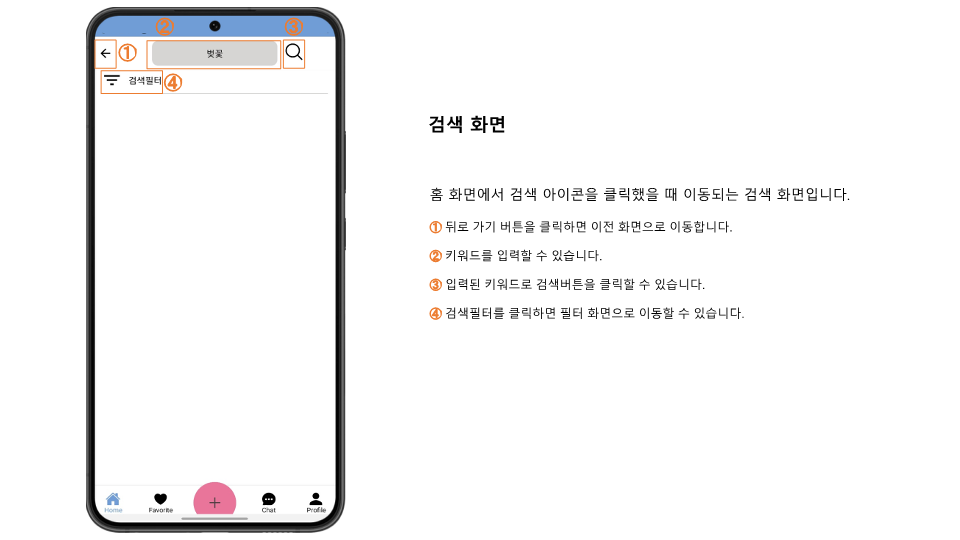 ②
③
①
벚꽃
검색필터
④
Home
Favorite
+
Chat
Profile
검색 화면
홈 화면에서 검색 아이콘을 클릭했을 때 이동되는 검색 화면입니다.
① 뒤로 가기 버튼을 클릭하면 이전 화면으로 이동합니다.
② 키워드를 입력할 수 있습니다.
③ 입력된 키워드로 검색버튼을 클릭할 수 있습니다.
④ 검색필터를 클릭하면 필터 화면으로 이동할 수 있습니다.